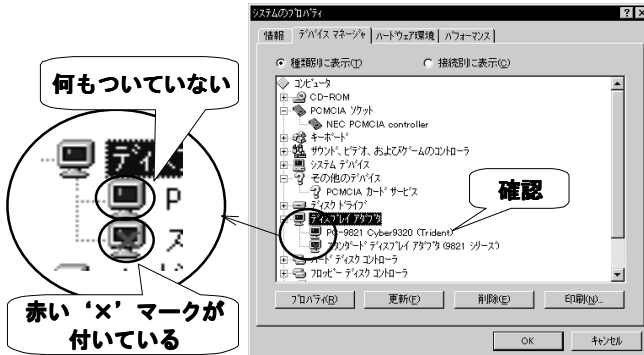 システムのプロパティ
情報
デバイス マネージャ
ハードウェア環境
パフォーマンス
種類別に表示(T)
接続別に表示(C)
コンピュータ
CD-ROM
PCMCIA ソケット
NEC PCMCIA controller
キーボード
サウンド、ビデオ、およびゲームのコントローラ
システム デバイス
その他のデバイス
PCMCIA カード サービス
ディスク ドライブ
ディスプレイ アダプタ
PC-9821 Cyber9320 (Trident)
スタンダード ディスプレイ アダプタ (9821 シリーズ)
ハード ディスク コントローラ
フロッピー ディスク コントローラ
プロパティ(R)
更新(F)
削除(E)
印刷(N)...
OK
キャンセル
何もついていない
ディス
P
ス
赤い‘×’マークが
付いている
確認